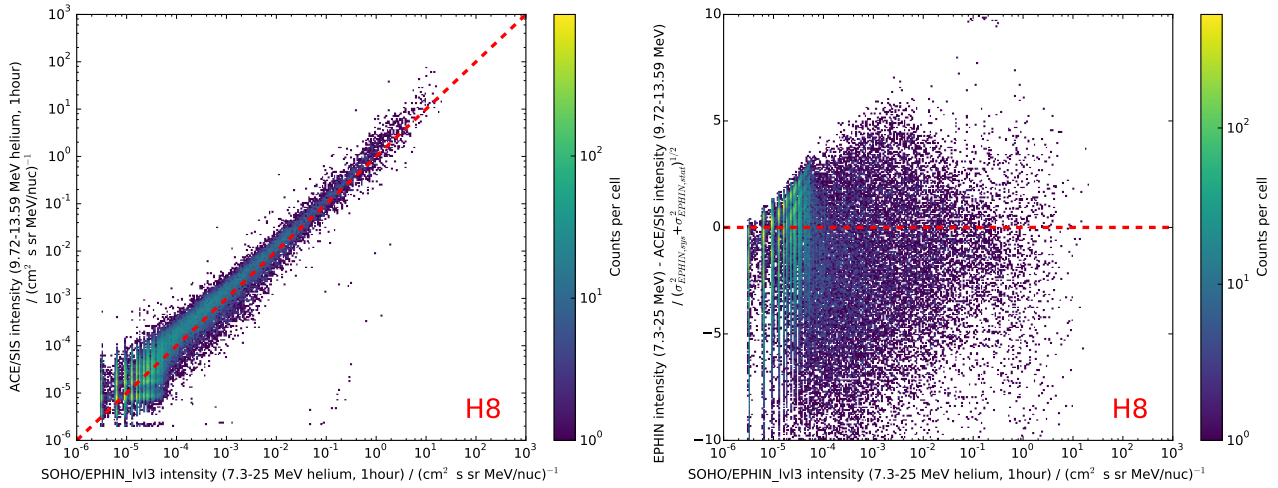 10^3
10^2
10^1
10^0
10^-1
10^-2
10^-3
10^-4
10^-5
10^-6
ACE/SIS intensity (9.72-13.59 MeV helium, 1hour)
/ (cm^2 s sr MeV/nuc)^-1
H8
10^-6 10^-5 10^-4 10^-3 10^-2 10^-1 10^0 10^1 10^2 10^3
SOHO/EPHIN_lvl3 intensity (7.3-25 MeV helium, 1hour) / (cm^2 s sr MeV/nuc)^-1
10^2
10^1
10^0
Counts per cell
10
5
0
−5
−10
EPHIN intensity (7.3-25 MeV) - ACE/SIS intensity (9.72-13.59 MeV)
/ (σ^2_EPHIN,sys+σ^2_EPHIN,stat)^1/2
H8
10^-6 10^-5 10^-4 10^-3 10^-2 10^-1 10^0 10^1 10^2 10^3
SOHO/EPHIN_lvl3 intensity (7.3-25 MeV helium, 1hour) / (cm^2 s sr MeV/nuc)^-1
10^2
10^1
10^0
Counts per cell